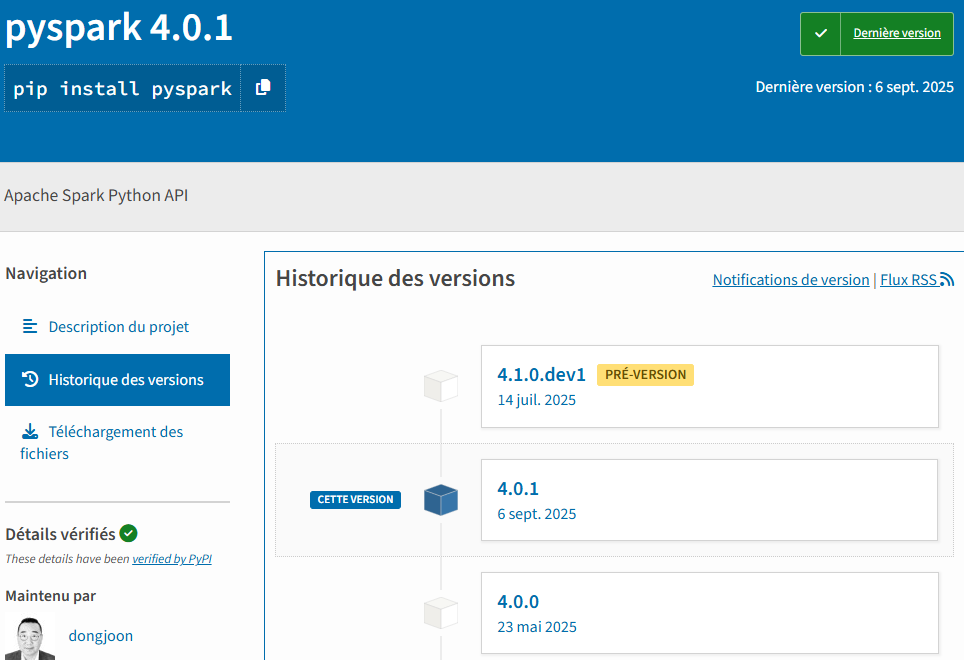 pyspark 4.0.1
Dernière version
pip install pyspark
Dernière version : 6 sept. 2025
Apache Spark Python API
Navigation
Description du projet
Historique des versions
Téléchargement des
fichiers
Détails vérifiés
These details have been verified by PyPI
Maintenu par
dongjoon
Historique des versions
Notifications de version | Flux RSS
4.1.0.dev1 PRÉ-VERSION
14 juil. 2025
CETTE VERSION
4.0.1
6 sept. 2025
4.0.0
23 mai 2025